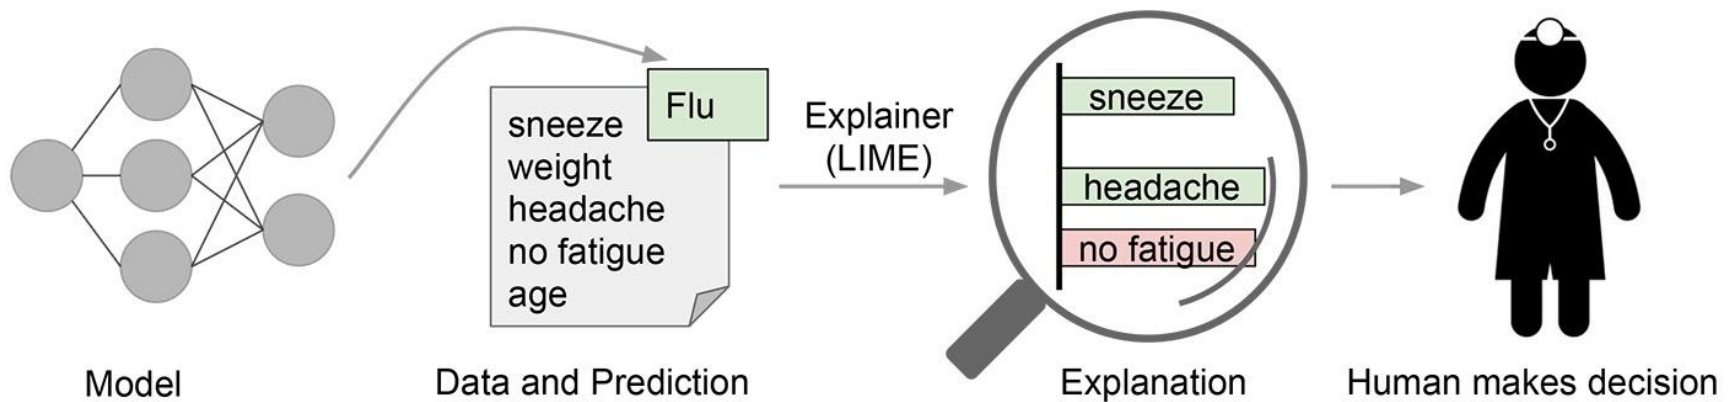 Flu
sneeze
weight
headache
no fatigue
age
Explainer
(LIME)
sneeze
headache
no fatigue
Model
Data and Prediction
Explanation
Human makes decision